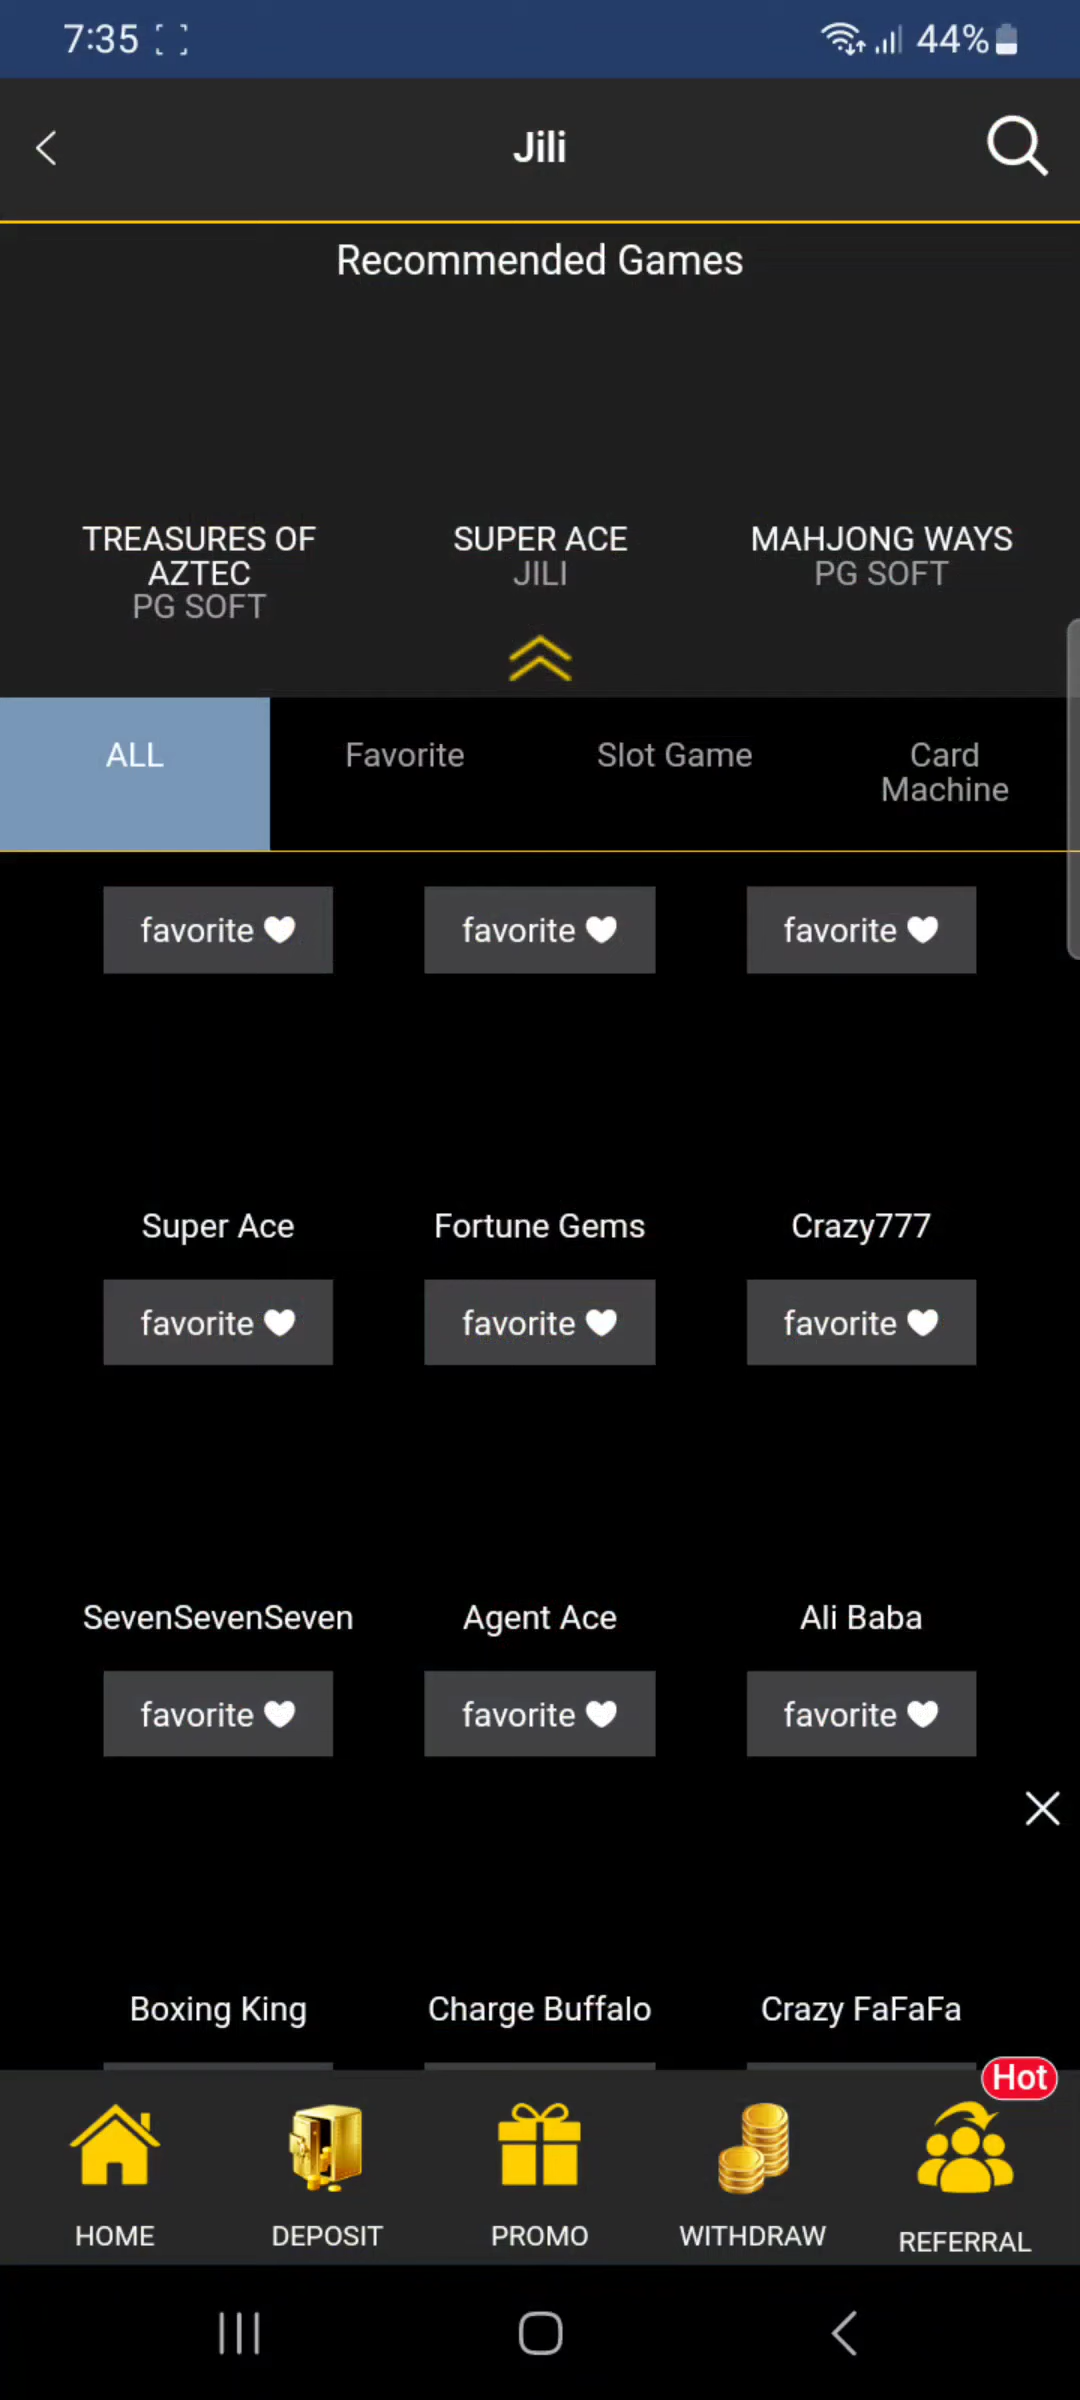 7:35
44%
Jili
Recommended Games
TREASURES OF
AZTEC
PG SOFT
SUPER ACE
JILI
MAHJONG WAYS
PG SOFT
ALL
Favorite
Slot Game
Card
Machine
favorite
favorite
favorite
Super Ace
Fortune Gems
Crazy777
favorite
favorite
favorite
SevenSevenSeven
Agent Ace
Ali Baba
favorite
favorite
favorite
Boxing King
Charge Buffalo
Crazy FaFaFa
Hot
HOME
DEPOSIT
PROMO
WITHDRAW
REFERRAL